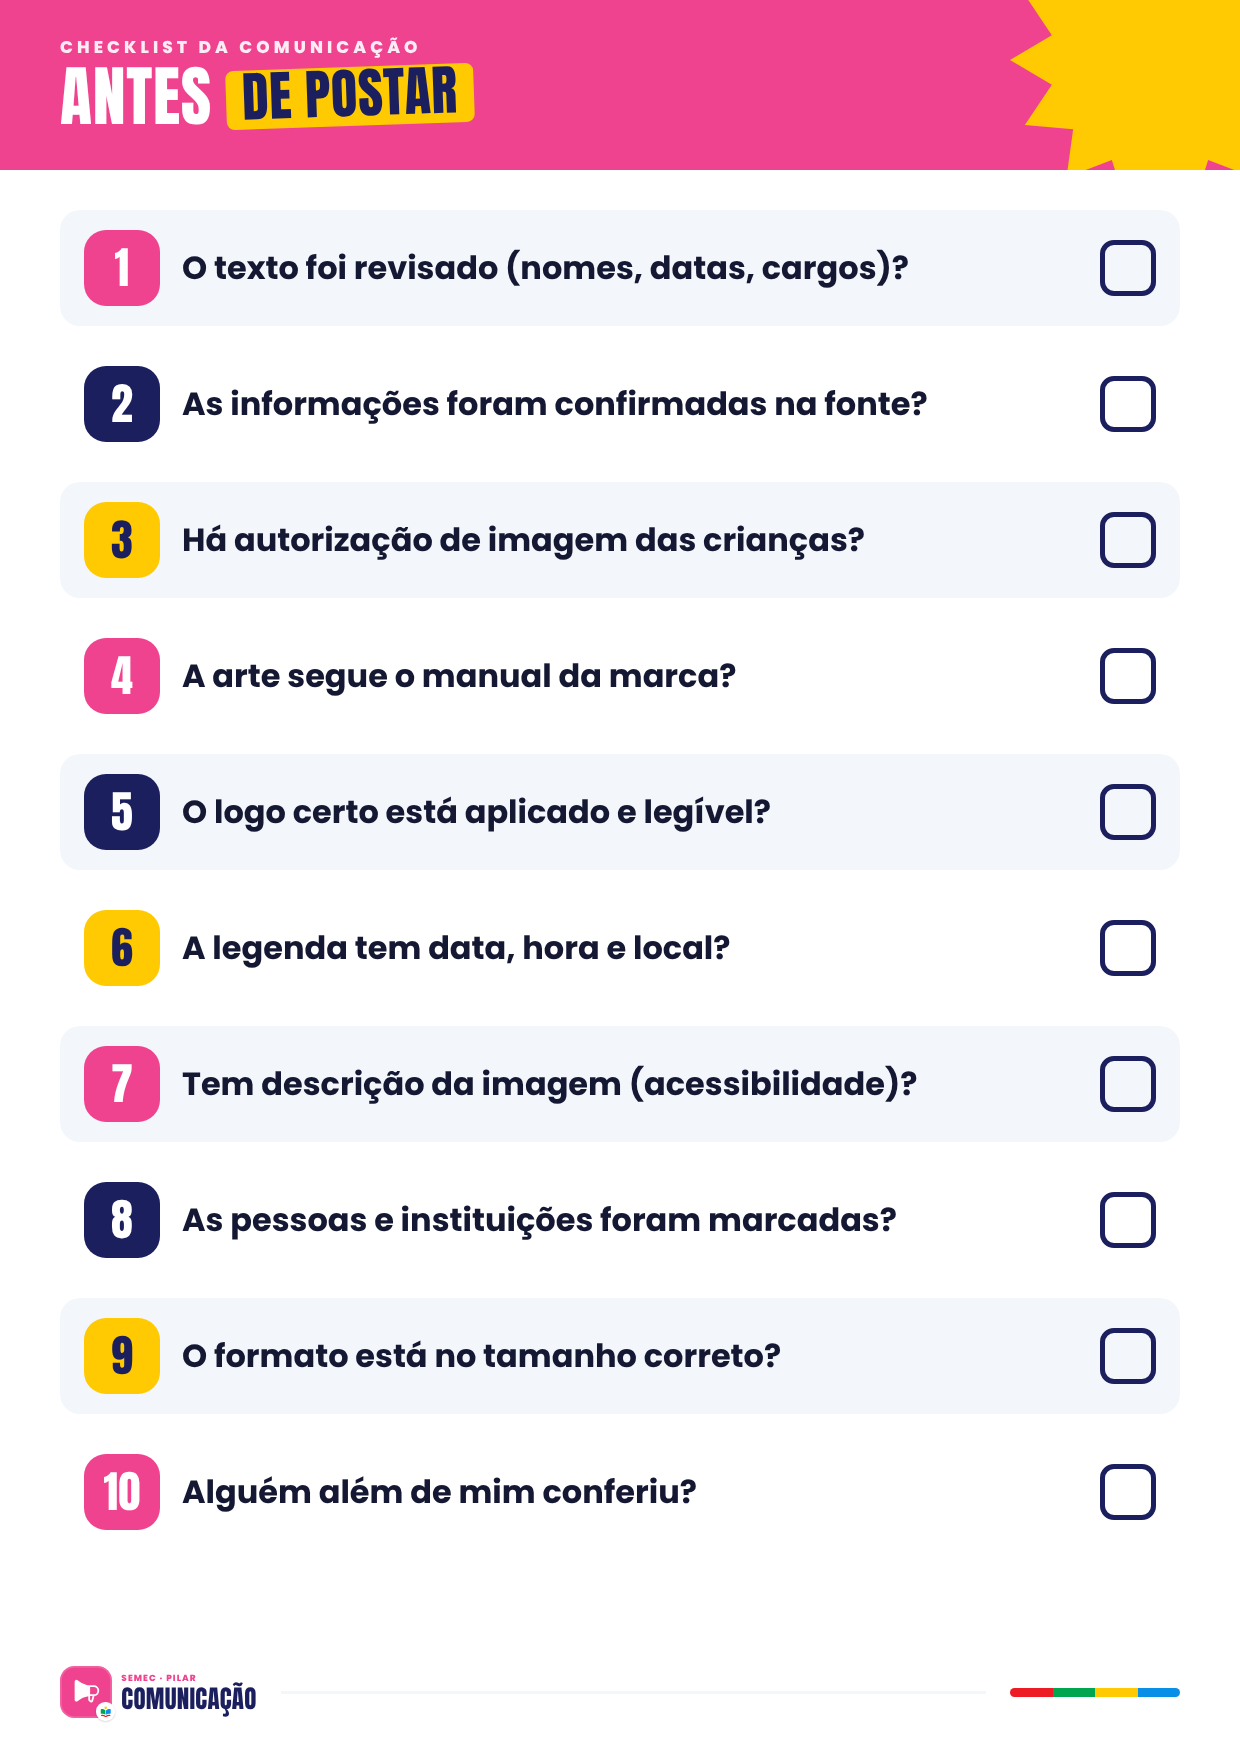 CHECKLIST DA COMUNICAÇÃO
ANTES DE POSTAR
1 O texto foi revisado (nomes, datas, cargos)?
2 As informações foram confirmadas na fonte?
3 Há autorização de imagem das crianças?
4 A arte segue o manual da marca?
5 O logo certo está aplicado e legível?
6 A legenda tem data, hora e local?
7 Tem descrição da imagem (acessibilidade)?
8 As pessoas e instituições foram marcadas?
9 O formato está no tamanho correto?
10 Alguém além de mim conferiu?
SEMEC · PILAR
COMUNICAÇÃO